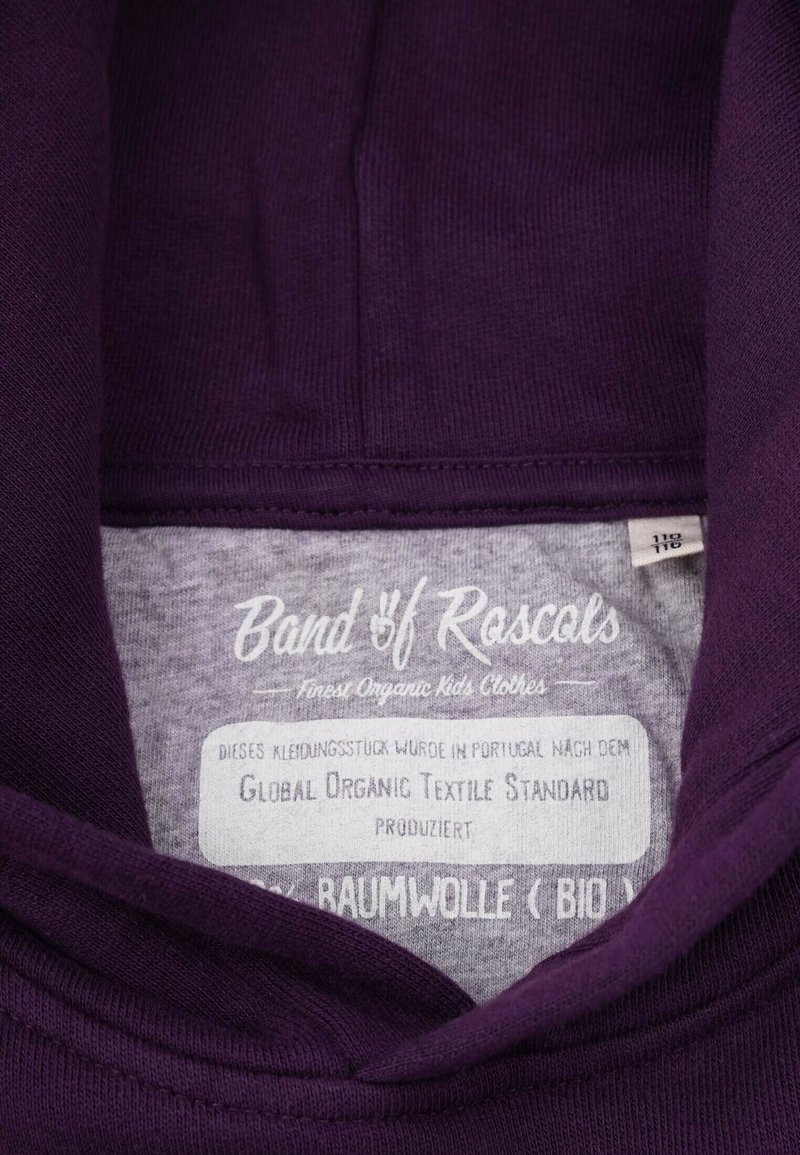 Band of Rascals
Finest Organic Kids Clothes
DIESES KLEIDUNGSSTÜCK WURDE IN PORTUGAL NACH DEM
GLOBAL ORGANIC TEXTILE STANDARD
PRODUZIERT
% BAUMWOLLE ( BIO )